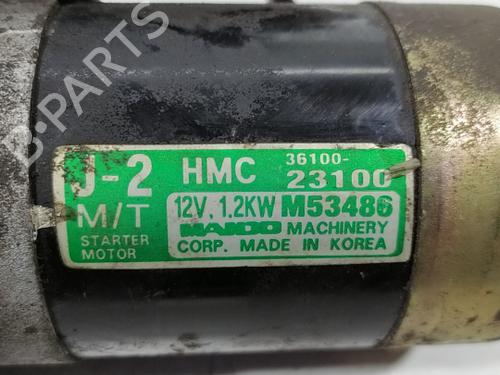 B-PARTS
J-2 HMC 36100-
23100
M/T 12V, 1.2KW M53486
STARTER MANDO MACHINERY
MOTOR CORP. MADE IN KOREA